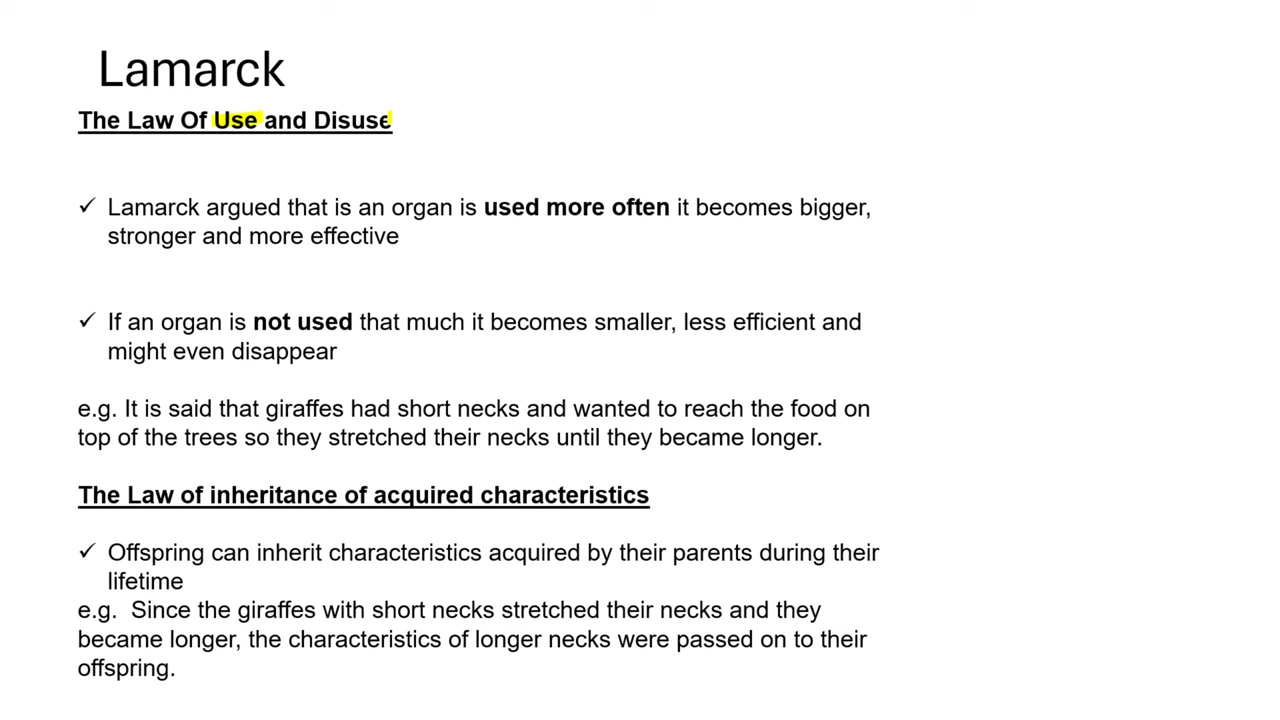 Lamarck
The Law Of Use and Disuse
✓ Lamarck argued that is an organ is used more often it becomes bigger,
stronger and more effective
✓ If an organ is not used that much it becomes smaller, less efficient and
might even disappear
e.g. It is said that giraffes had short necks and wanted to reach the food on
top of the trees so they stretched their necks until they became longer.
The Law of inheritance of acquired characteristics
✓ Offspring can inherit characteristics acquired by their parents during their
lifetime
e.g.  Since the giraffes with short necks stretched their necks and they
became longer, the characteristics of longer necks were passed on to their
offspring.